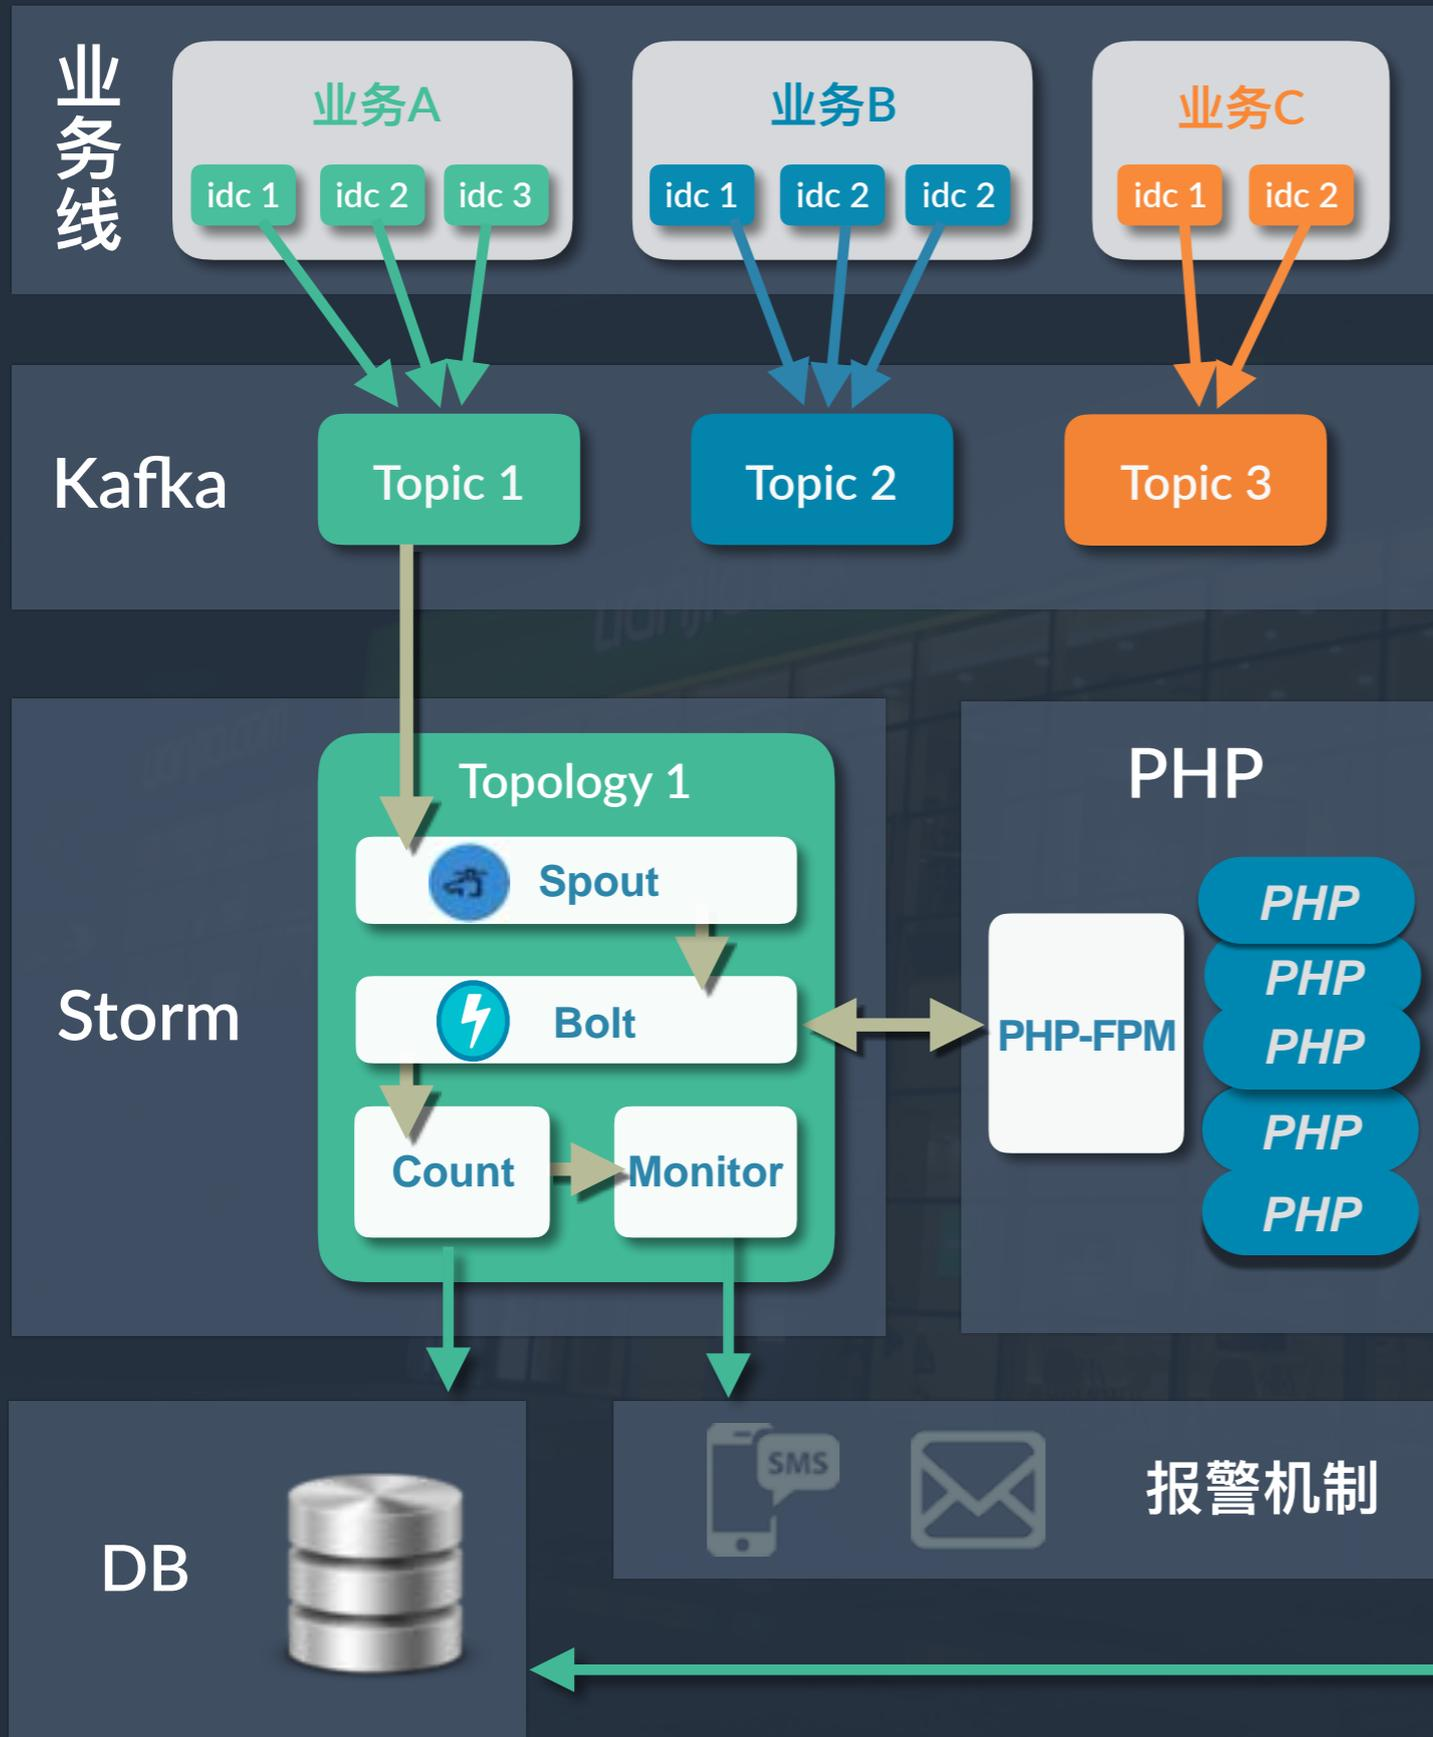 业务线
业务A
业务B
业务C
idc 1
idc 2
idc 3
idc 1
idc 2
idc 2
idc 1
idc 2
Kafka
Topic 1
Topic 2
Topic 3
Topology 1
Spout
Storm
Bolt
Count
Monitor
PHP
PHP-FPM
PHP
PHP
PHP
PHP
PHP
DB
SMS
报警机制